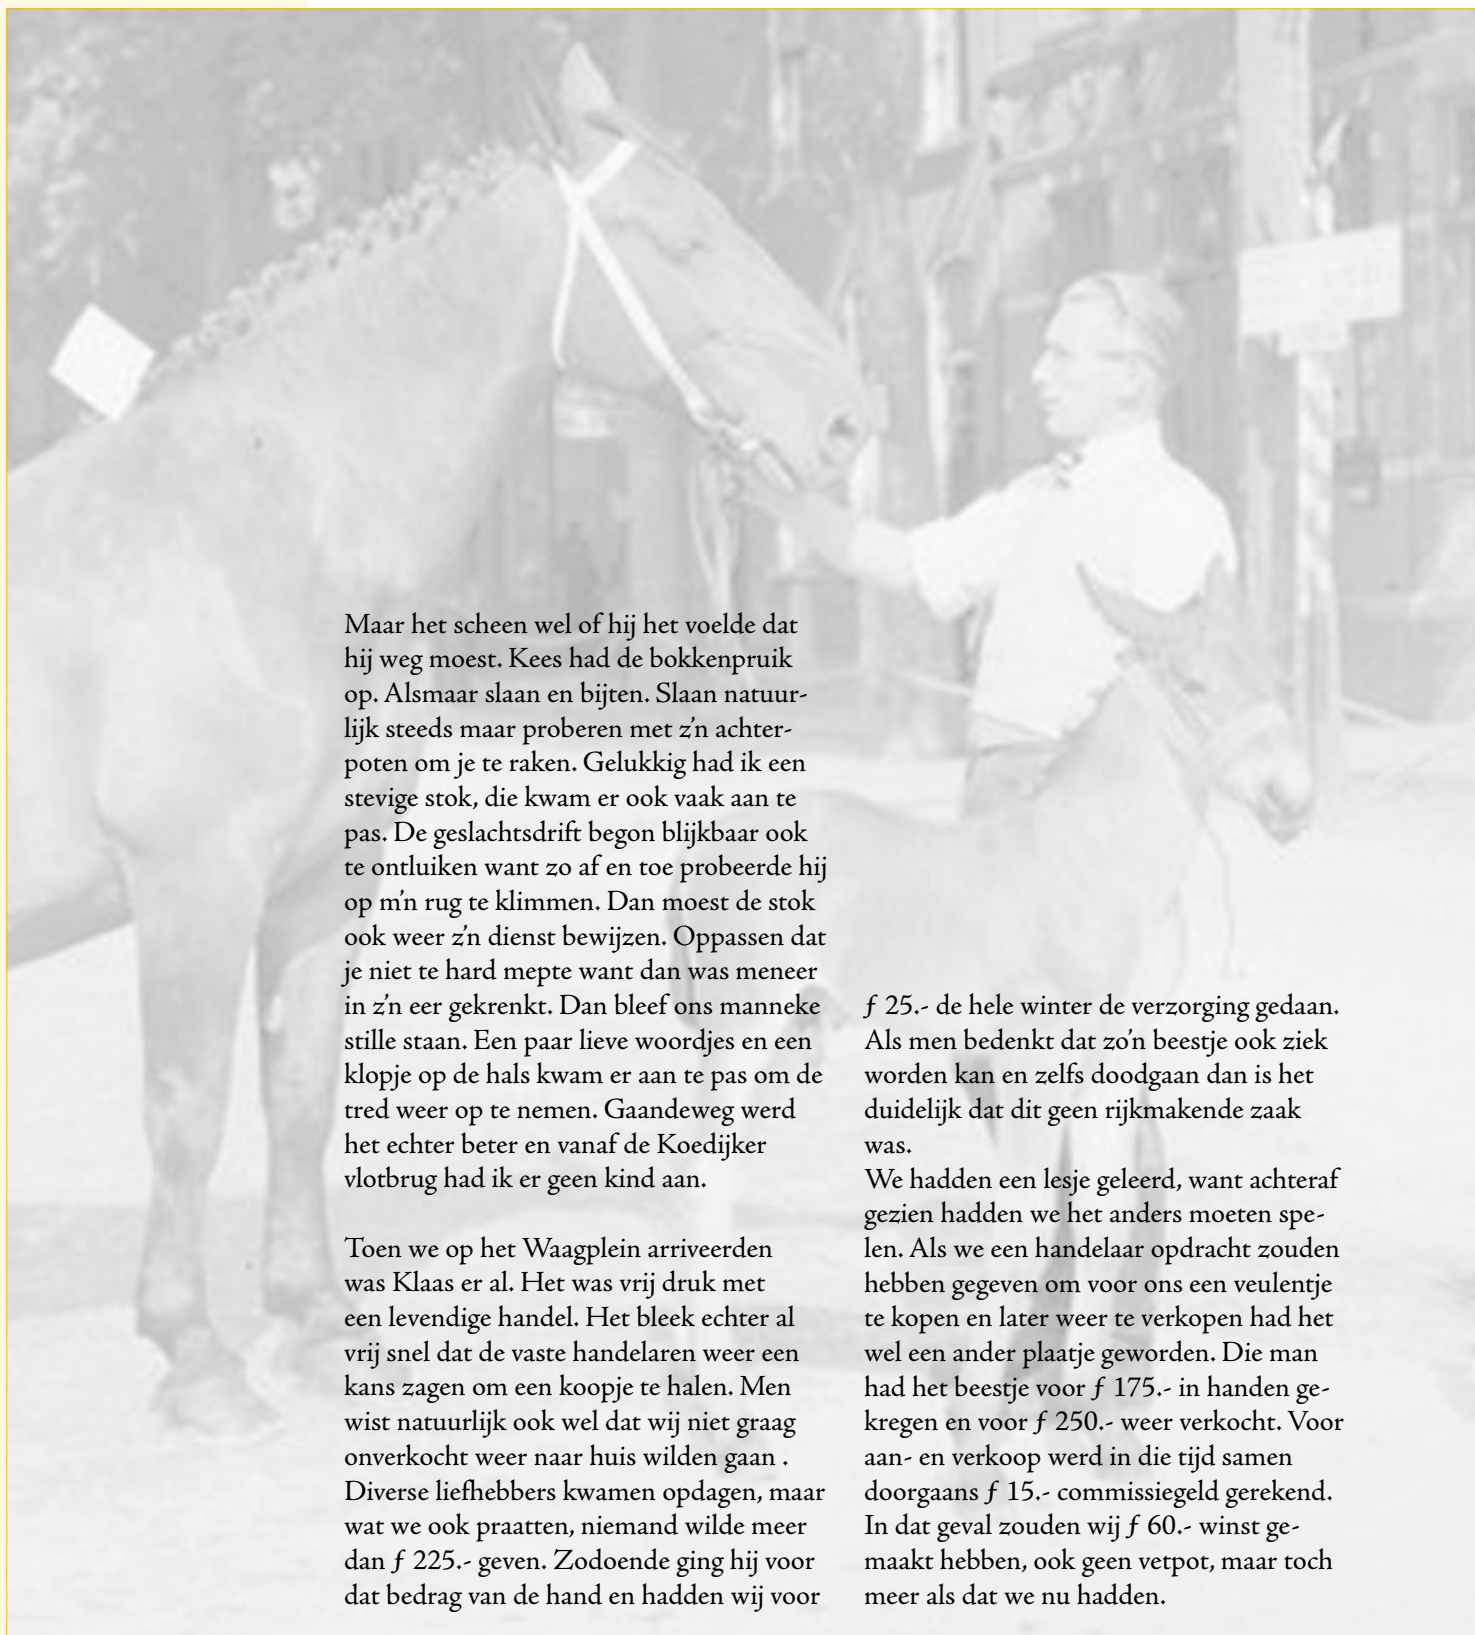 Maar het scheen wel of hij het voelde dat
hij weg moest. Kees had de bokkenpruik
op. Alsmaar slaan en bijten. Slaan natuur-
lijk steeds maar proberen met z'n achter-
poten om je te raken. Gelukkig had ik een
stevige stok, die kwam er ook vaak aan te
pas. De geslachtsdrift begon blijkbaar ook
te ontluiken want zo af en toe probeerde hij
op m'n rug te klimmen. Dan moest de stok
ook weer z'n dienst bewijzen. Oppassen dat
je niet te hard mepte want dan was meneer
in z'n eer gekrenkt. Dan bleef ons manneke
stille staan. Een paar lieve woordjes en een
klopje op de hals kwam er aan te pas om de
tred weer op te nemen. Gaandeweg werd
het echter beter en vanaf de Koedijker
vlotbrug had ik er geen kind aan.

Toen we op het Waagplein arriveerden
was Klaas er al. Het was vrij druk met
een levendige handel. Het bleek echter al
vrij snel dat de vaste handelaren weer een
kans zagen om een koopje te halen. Men
wist natuurlijk ook wel dat wij niet graag
onverkocht weer naar huis wilden gaan .
Diverse liefhebbers kwamen opdagen, maar
wat we ook praatten, niemand wilde meer
dan ƒ 225.- geven. Zodoende ging hij voor
dat bedrag van de hand en hadden wij voor
ƒ 25.- de hele winter de verzorging gedaan.
Als men bedenkt dat zo'n beestje ook ziek
worden kan en zelfs doodgaan dan is het
duidelijk dat dit geen rijkmakende zaak
was.
We hadden een lesje geleerd, want achteraf
gezien hadden we het anders moeten spe-
len. Als we een handelaar opdracht zouden
hebben gegeven om voor ons een veulentje
te kopen en later weer te verkopen had het
wel een ander plaatje geworden. Die man
had het beestje voor ƒ 175.- in handen ge-
kregen en voor ƒ 250.- weer verkocht. Voor
aan- en verkoop werd in die tijd samen
doorgaans ƒ 15.- commissiegeld gerekend.
In dat geval zouden wij ƒ 60.- winst ge-
maakt hebben, ook geen vetpot, maar toch
meer als dat we nu hadden.